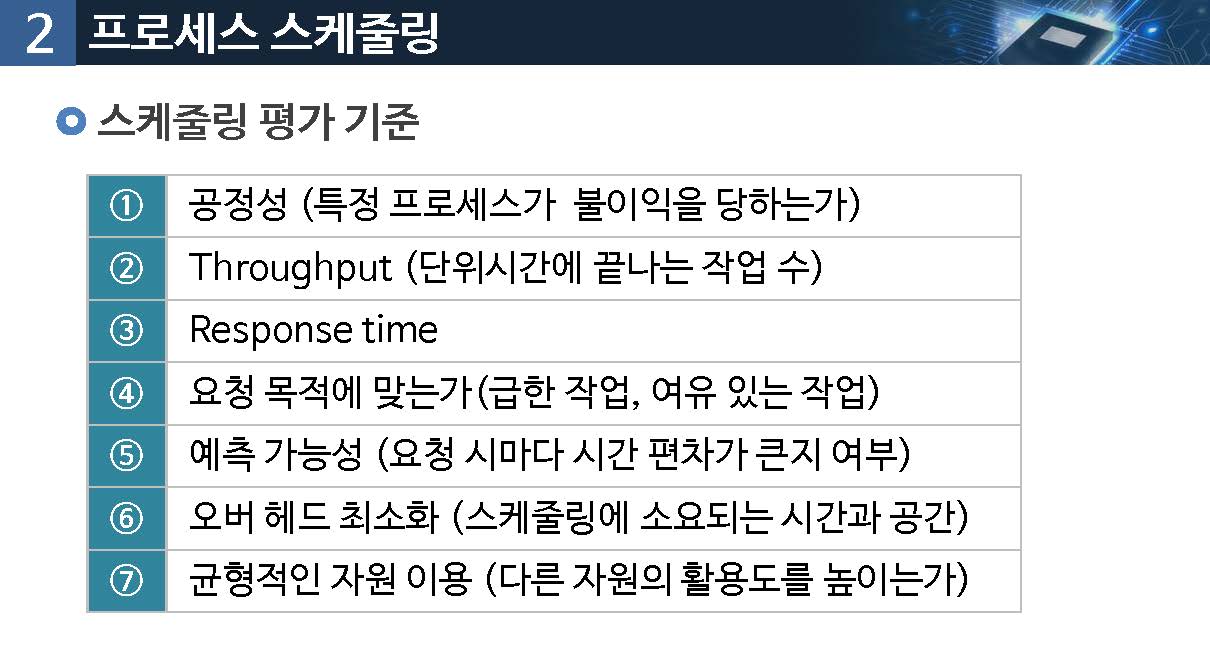 2 프로세스 스케줄링
스케줄링 평가 기준
① 공정성 (특정 프로세스가 불이익을 당하는가)
② Throughput (단위시간에 끝나는 작업 수)
③ Response time
④ 요청 목적에 맞는가(급한 작업, 여유 있는 작업)
⑤ 예측 가능성 (요청 시마다 시간 편차가 큰지 여부)
⑥ 오버 헤드 최소화 (스케줄링에 소요되는 시간과 공간)
⑦ 균형적인 자원 이용 (다른 자원의 활용도를 높이는가)